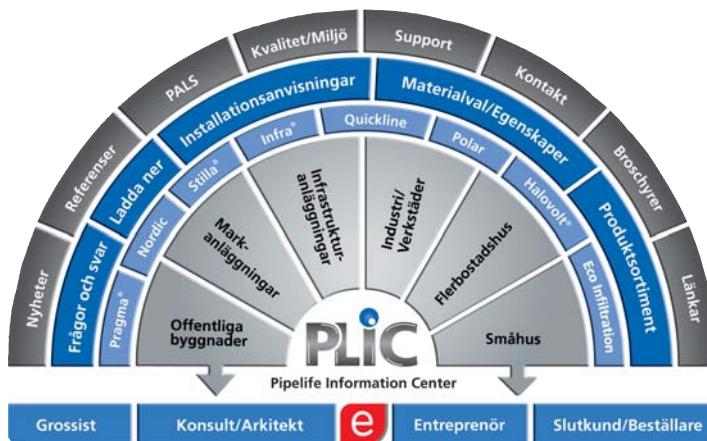 Nyheter
Referenser
PALS
Kvalitet/Miljö
Support
Kontakt
Broschyrer
Länkar
Frågor och svar
Ladda ner
Installationsanvisningar
Materialval/Egenskaper
Produktsortiment
Pragma®
Nordic
Stilla®
Infra®
Quickline
Polar
Halovolt®
Eco Infiltration
Offentliga
byggnader
Mark-
anläggningar
Infrastruktur-
anläggningar
Industri/
Verkstäder
Flerbostadshus
Småhus
PLIC
Pipelife Information Center
Grossist
Konsult/Arkitekt
e
Entreprenör
Slutkund/Beställare